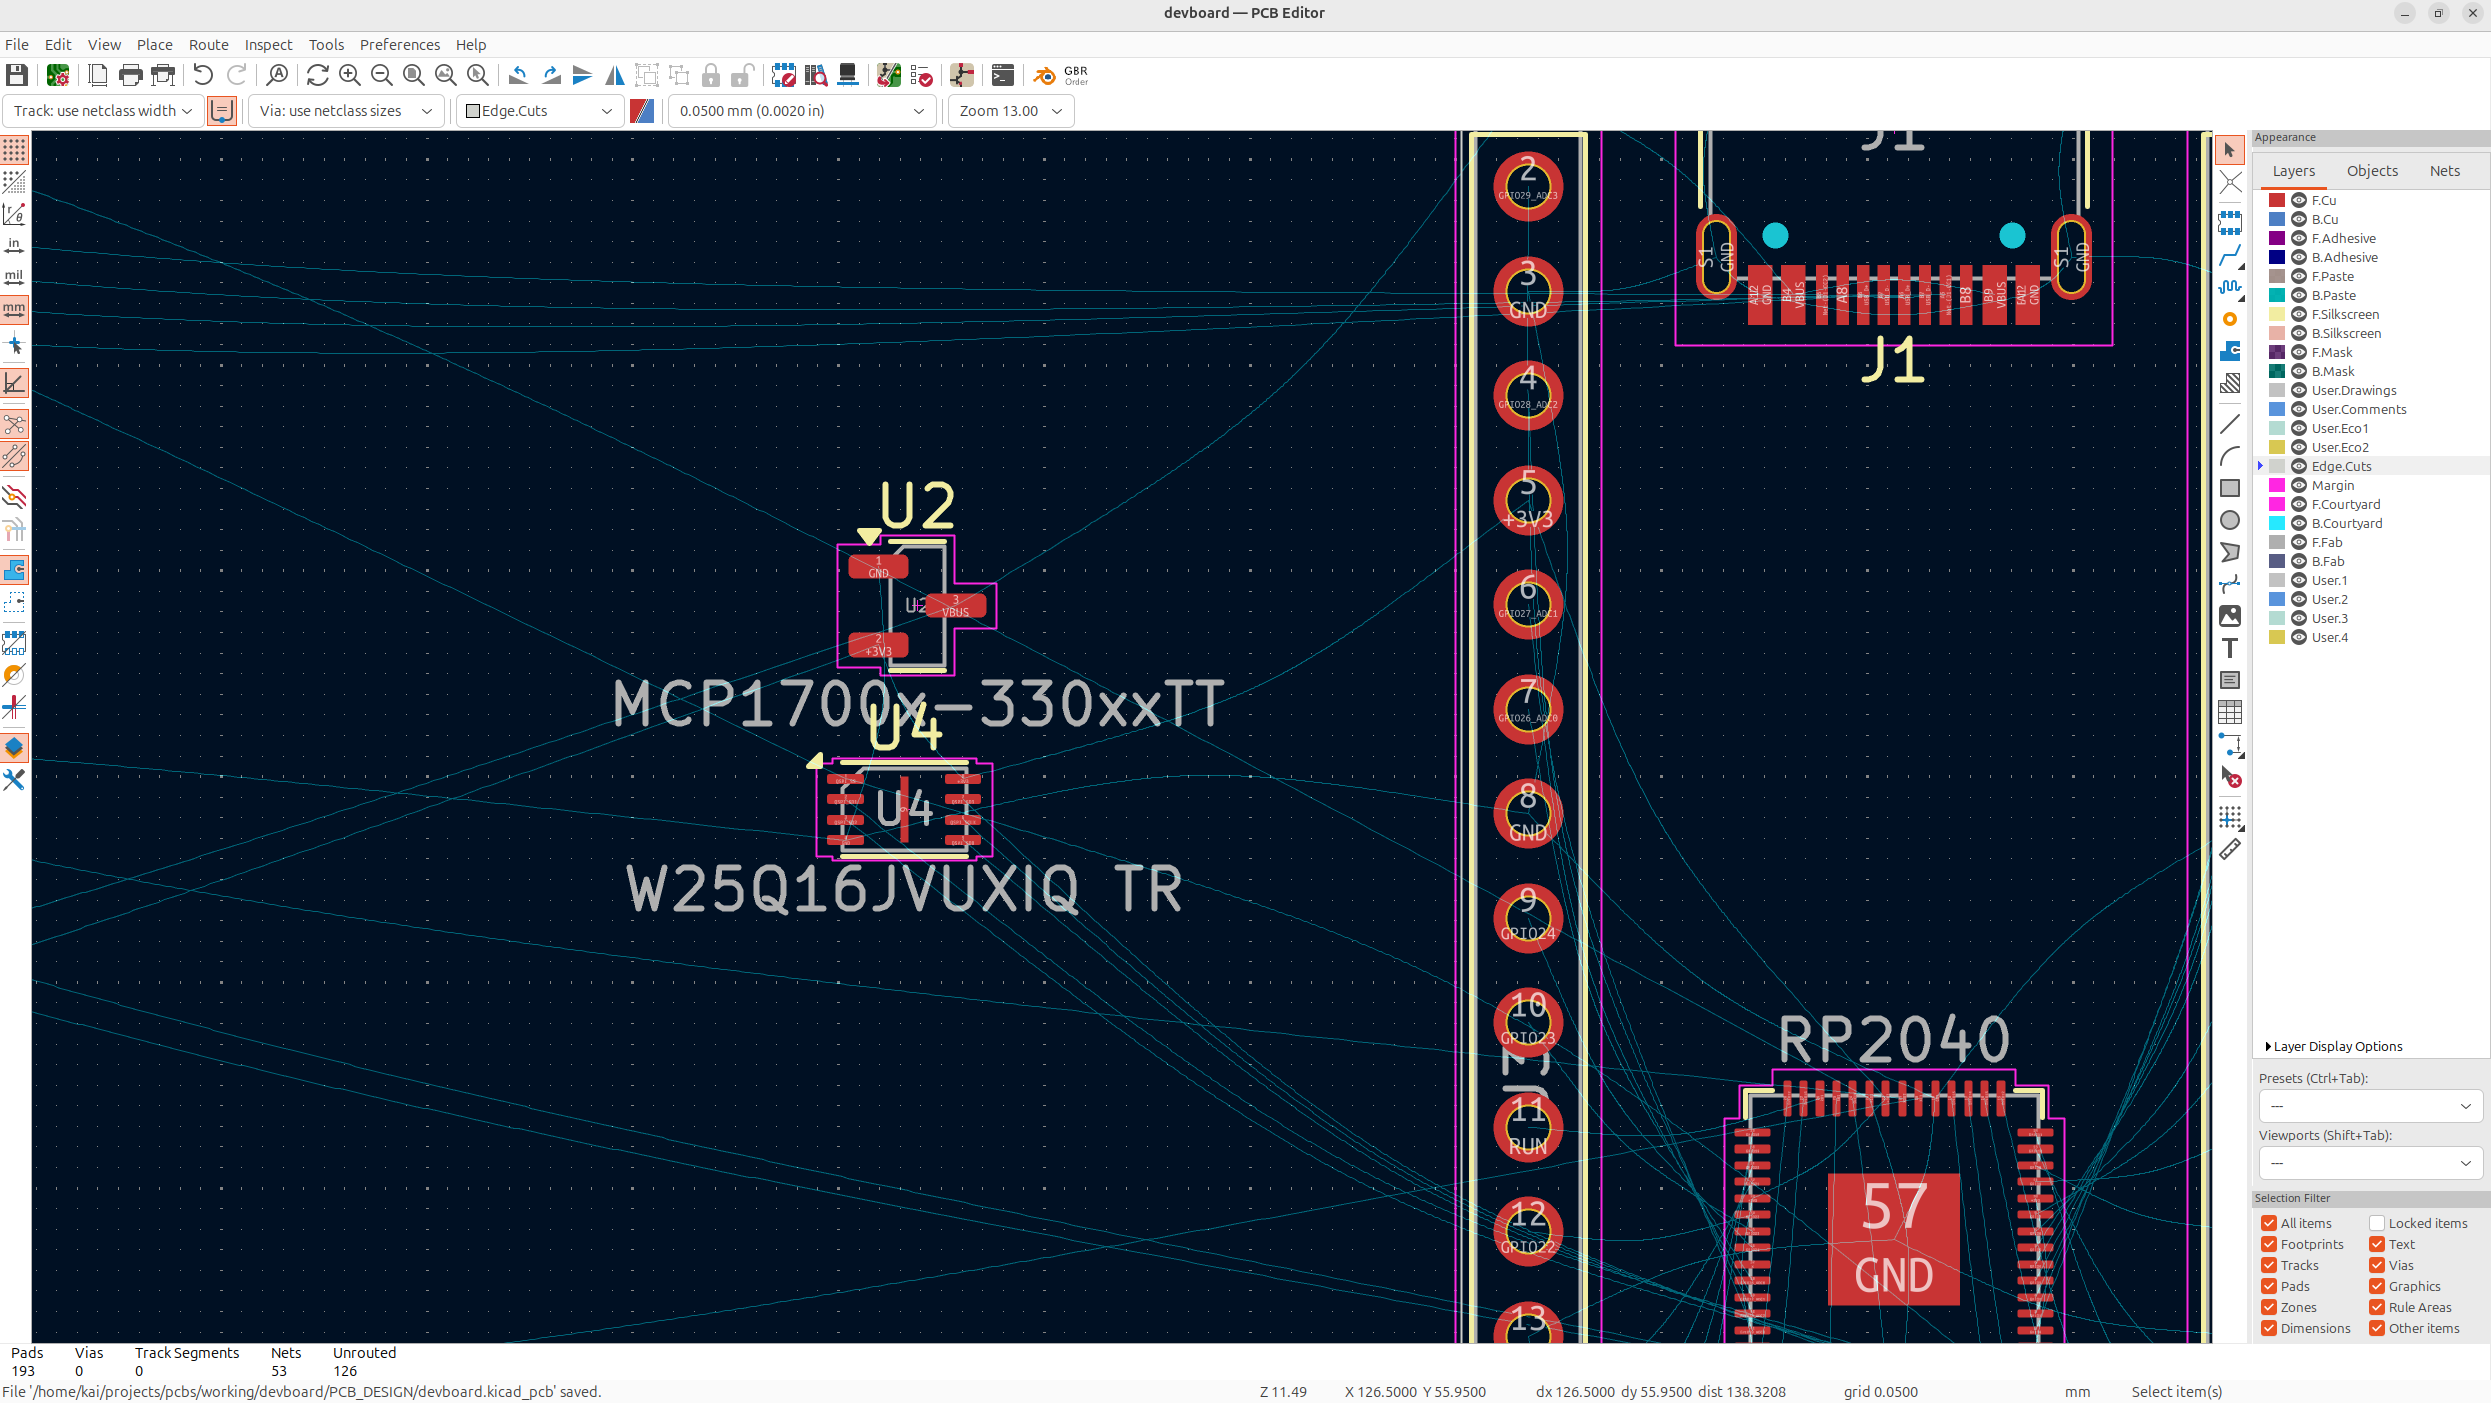 devboard — PCB Editor
File Edit View Place Route Inspect Tools Preferences Help
GBR
Order
Track: use netclass width Via: use netclass sizes Edge.Cuts 0.0500 mm (0.0020 in) Zoom 13.00
in
mil
mm
J1
S1 GND
S1 GND
A12 GND
B4 VBUS
A8
B8
B9 VBUS
GND
J1
2
GPIO29_ADC3
3
GND
4
GPIO28_ADC2
5
+3V3
6
GPIO27_ADC1
7
GPIO26_ADC0
8
GND
9
GPIO24
10
GPIO23
11
RUN
12
GPIO22
13
U2
1
GND
U2
3
VBUS
2
+3V3
MCP1700x-330xxTT
U4
U4
W25Q16JVUXIQ TR
RP2040
57
GND
Appearance
Layers Objects Nets
F.Cu
B.Cu
F.Adhesive
B.Adhesive
F.Paste
B.Paste
F.Silkscreen
B.Silkscreen
F.Mask
B.Mask
User.Drawings
User.Comments
User.Eco1
User.Eco2
Edge.Cuts
Margin
F.Courtyard
B.Courtyard
F.Fab
B.Fab
User.1
User.2
User.3
User.4
Layer Display Options
Presets (Ctrl+Tab):
---
Viewports (Shift+Tab):
---
Selection Filter
All items Locked items
Footprints Text
Tracks Vias
Pads Graphics
Zones Rule Areas
Dimensions Other items
Pads Vias Track Segments Nets Unrouted
193 0 0 53 126
File '/home/kai/projects/pcbs/working/devboard/PCB_DESIGN/devboard.kicad_pcb' saved.
Z 11.49 X 126.5000 Y 55.9500 dx 126.5000 dy 55.9500 dist 138.3208 grid 0.0500 mm Select item(s)